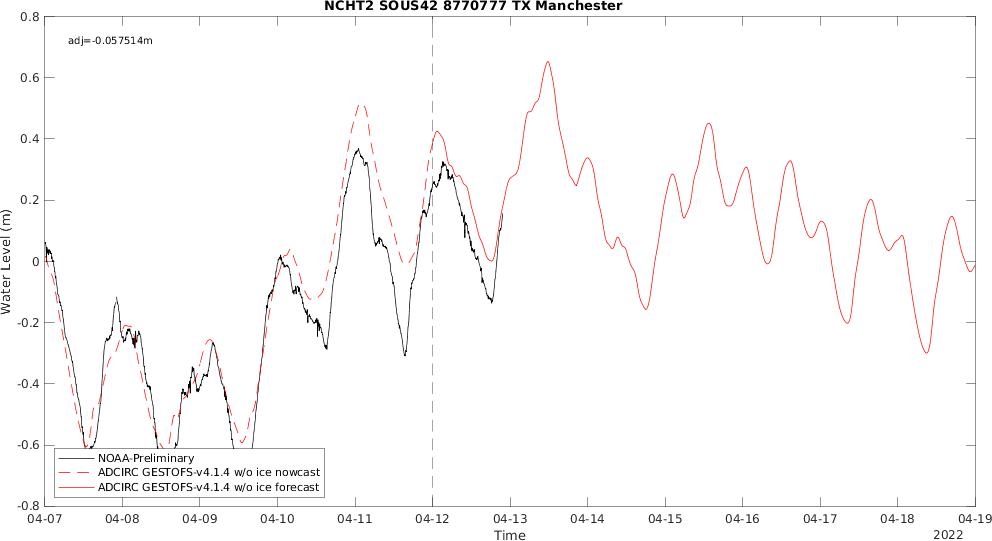 NCHT2 SOUS42 8770777 TX Manchester
adj=-0.057514m
Water Level (m)
0.8
0.6
0.4
0.2
0
-0.2
-0.4
-0.6
-0.8
NOAA-Preliminary
ADCIRC GESTOFS-v4.1.4 w/o ice nowcast
ADCIRC GESTOFS-v4.1.4 w/o ice forecast
04-07 04-08 04-09 04-10 04-11 04-12 04-13 04-14 04-15 04-16 04-17 04-18 04-19
Time
2022